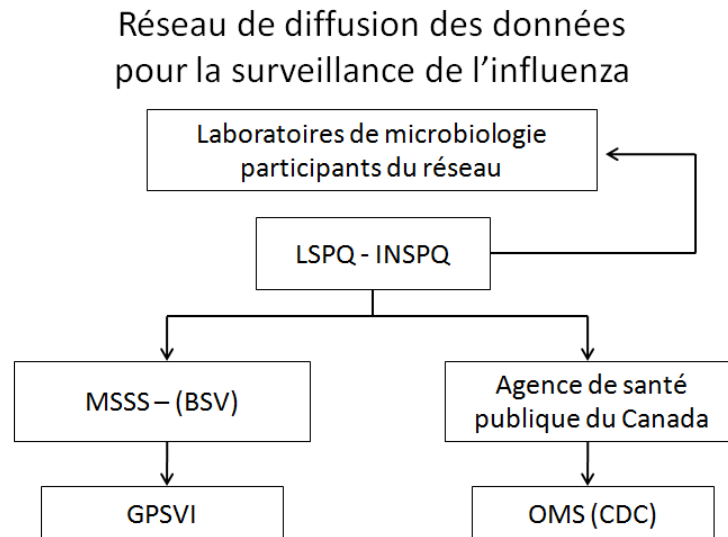 Réseau de diffusion des données
pour la surveillance de l'influenza
Laboratoires de microbiologie
participants du réseau
LSPQ - INSPQ
MSSS – (BSV)
Agence de santé
publique du Canada
GPSVI
OMS (CDC)